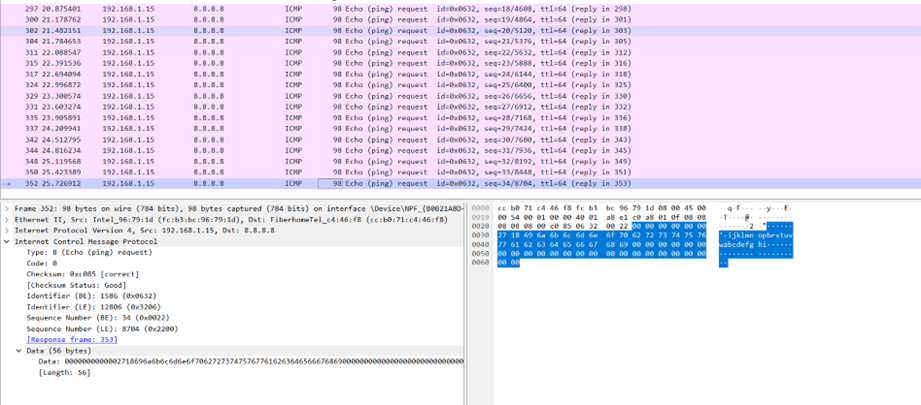 297 20.875401 192.168.1.15 8.8.8.8 ICMP 98 Echo (ping) request id=0x0632, seq=18/4608, ttl=64 (reply in 298)
300 21.178762 192.168.1.15 8.8.8.8 ICMP 98 Echo (ping) request id=0x0632, seq=19/4864, ttl=64 (reply in 301)
302 21.482151 192.168.1.15 8.8.8.8 ICMP 98 Echo (ping) request id=0x0632, seq=20/5120, ttl=64 (reply in 303)
304 21.784653 192.168.1.15 8.8.8.8 ICMP 98 Echo (ping) request id=0x0632, seq=21/5376, ttl=64 (reply in 305)
311 22.088547 192.168.1.15 8.8.8.8 ICMP 98 Echo (ping) request id=0x0632, seq=22/5632, ttl=64 (reply in 312)
315 22.391536 192.168.1.15 8.8.8.8 ICMP 98 Echo (ping) request id=0x0632, seq=23/5888, ttl=64 (reply in 316)
317 22.694094 192.168.1.15 8.8.8.8 ICMP 98 Echo (ping) request id=0x0632, seq=24/6144, ttl=64 (reply in 318)
324 22.996872 192.168.1.15 8.8.8.8 ICMP 98 Echo (ping) request id=0x0632, seq=25/6400, ttl=64 (reply in 325)
329 23.300574 192.168.1.15 8.8.8.8 ICMP 98 Echo (ping) request id=0x0632, seq=26/6656, ttl=64 (reply in 330)
331 23.603274 192.168.1.15 8.8.8.8 ICMP 98 Echo (ping) request id=0x0632, seq=27/6912, ttl=64 (reply in 332)
335 23.905891 192.168.1.15 8.8.8.8 ICMP 98 Echo (ping) request id=0x0632, seq=28/7168, ttl=64 (reply in 336)
337 24.209941 192.168.1.15 8.8.8.8 ICMP 98 Echo (ping) request id=0x0632, seq=29/7424, ttl=64 (reply in 338)
342 24.512795 192.168.1.15 8.8.8.8 ICMP 98 Echo (ping) request id=0x0632, seq=30/7680, ttl=64 (reply in 343)
344 24.816234 192.168.1.15 8.8.8.8 ICMP 98 Echo (ping) request id=0x0632, seq=31/7936, ttl=64 (reply in 345)
348 25.119568 192.168.1.15 8.8.8.8 ICMP 98 Echo (ping) request id=0x0632, seq=32/8192, ttl=64 (reply in 349)
350 25.423389 192.168.1.15 8.8.8.8 ICMP 98 Echo (ping) request id=0x0632, seq=33/8448, ttl=64 (reply in 351)
352 25.726912 192.168.1.15 8.8.8.8 ICMP 98 Echo (ping) request id=0x0632, seq=34/8704, ttl=64 (reply in 353)
Frame 352: 98 bytes on wire (784 bits), 98 bytes captured (784 bits) on interface \Device\NPF_{B0021A8D-
Ethernet II, Src: Intel_96:79:1d (fc:b3:bc:96:79:1d), Dst: FiberhomeTel_c4:46:f8 (cc:b0:71:c4:46:f8)
Internet Protocol Version 4, Src: 192.168.1.15, Dst: 8.8.8.8
Internet Control Message Protocol
Type: 8 (Echo (ping) request)
Code: 0
Checksum: 0xc085 [correct]
[Checksum Status: Good]
Identifier (BE): 1586 (0x0632)
Identifier (LE): 12806 (0x3206)
Sequence Number (BE): 34 (0x0022)
Sequence Number (LE): 8704 (0x2200)
[Response frame: 353]
Data (56 bytes)
[Length: 56]
0000 cc b0 71 c4 46 f8 fc b3 bc 96 79 1d 08 00 45 00 ··q·F··· ··y···E·
0010 00 54 00 01 00 00 40 01 a8 e1 c0 a8 01 0f 08 08 ·T····@· ········
0020 08 08 08 00 c0 85 06 32 00 22 00 00 00 00 00 00 ·······2 ·"······
0030 27 18 69 6a 6b 6c 6d 6e 6f 70 62 72 73 74 75 76 '·ijklmn opbrstuv
0040 77 61 62 63 64 65 66 67 68 69 00 00 00 00 00 00 wabcdefg hi······
0050 00 00 00 00 00 00 00 00 00 00 00 00 00 00 00 00 ········ ········
0060 00 00 ··